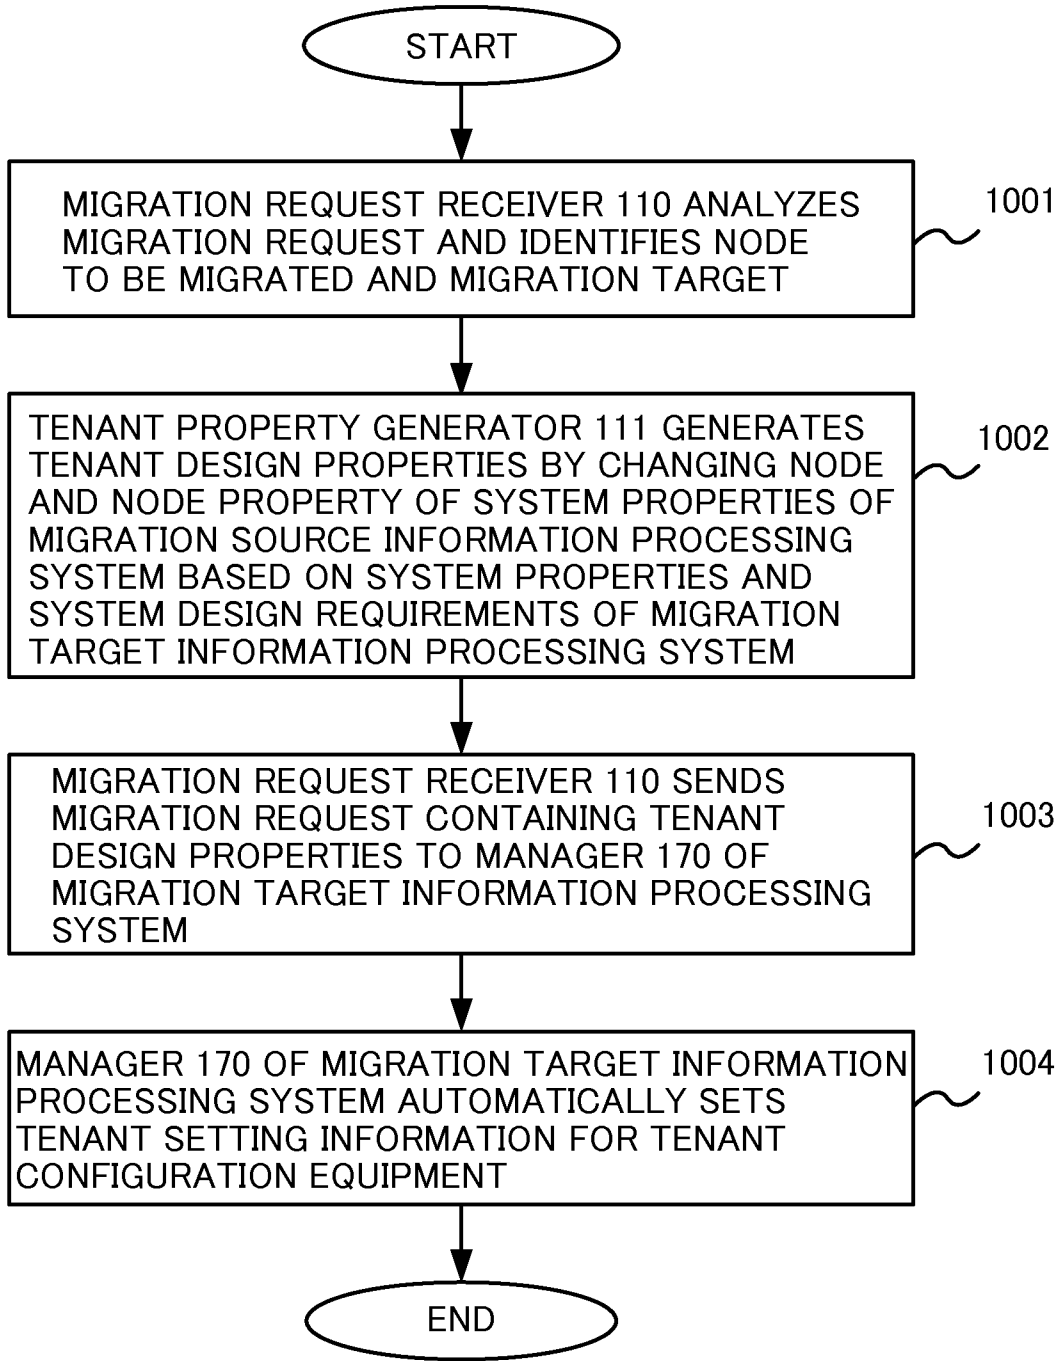 START
MIGRATION REQUEST RECEIVER 110 ANALYZES
MIGRATION REQUEST AND IDENTIFIES NODE
TO BE MIGRATED AND MIGRATION TARGET
1001
TENANT PROPERTY GENERATOR 111 GENERATES
TENANT DESIGN PROPERTIES BY CHANGING NODE
AND NODE PROPERTY OF SYSTEM PROPERTIES OF
MIGRATION SOURCE INFORMATION PROCESSING
SYSTEM BASED ON SYSTEM PROPERTIES AND
SYSTEM DESIGN REQUIREMENTS OF MIGRATION
TARGET INFORMATION PROCESSING SYSTEM
1002
MIGRATION REQUEST RECEIVER 110 SENDS
MIGRATION REQUEST CONTAINING TENANT
DESIGN PROPERTIES TO MANAGER 170 OF
MIGRATION TARGET INFORMATION PROCESSING
SYSTEM
1003
MANAGER 170 OF MIGRATION TARGET INFORMATION
PROCESSING SYSTEM AUTOMATICALLY SETS
TENANT SETTING INFORMATION FOR TENANT
CONFIGURATION EQUIPMENT
1004
END